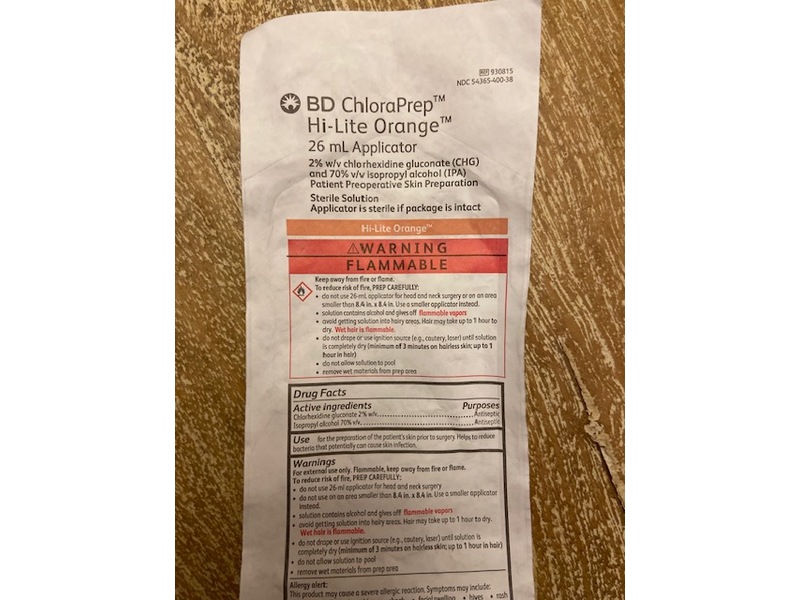 REF 930815
NDC 54365-400-38
BD ChloraPrep™
Hi-Lite Orange™
26 mL Applicator
2% w/v chlorhexidine gluconate (CHG)
and 70% v/v isopropyl alcohol (IPA)
Patient Preoperative Skin Preparation
Sterile Solution
Applicator is sterile if package is intact
Hi-Lite Orange™
⚠WARNING
FLAMMABLE
Keep away from fire or flame.
To reduce risk of fire, PREP CAREFULLY:
• do not use 26-mL applicator for head and neck surgery or on an area
smaller than 8.4 in. x 8.4 in. Use a smaller applicator instead.
• solution contains alcohol and gives off flammable vapors
• avoid getting solution into hairy areas. Hair may take up to 1 hour to
dry. Wet hair is flammable.
• do not drape or use ignition source (e.g., cautery, laser) until solution
is completely dry (minimum of 3 minutes on hairless skin; up to 1
hour in hair)
• do not allow solution to pool
• remove wet materials from prep area
Drug Facts
Active ingredients Purposes
Chlorhexidine gluconate 2% w/v............................Antiseptic
Isopropyl alcohol 70% v/v..................................Antiseptic
Use for the preparation of the patient's skin prior to surgery. Helps to reduce
bacteria that potentially can cause skin infection.
Warnings
For external use only. Flammable, keep away from fire or flame.
To reduce risk of fire, PREP CAREFULLY:
• do not use 26 ml applicator for head and neck surgery
• do not use on an area smaller than 8.4 in. x 8.4 in. Use a smaller applicator
instead.
• solution contains alcohol and gives off flammable vapors
• avoid getting solution into hairy areas. Hair may take up to 1 hour to dry.
Wet hair is flammable.
• do not drape or use ignition source (e.g., cautery, laser) until solution is
completely dry (minimum of 3 minutes on hairless skin; up to 1 hour in hair)
• do not allow solution to pool
• remove wet materials from prep area
Allergy alert:
This product may cause a severe allergic reaction. Symptoms may include:
• facial swelling • hives • rash